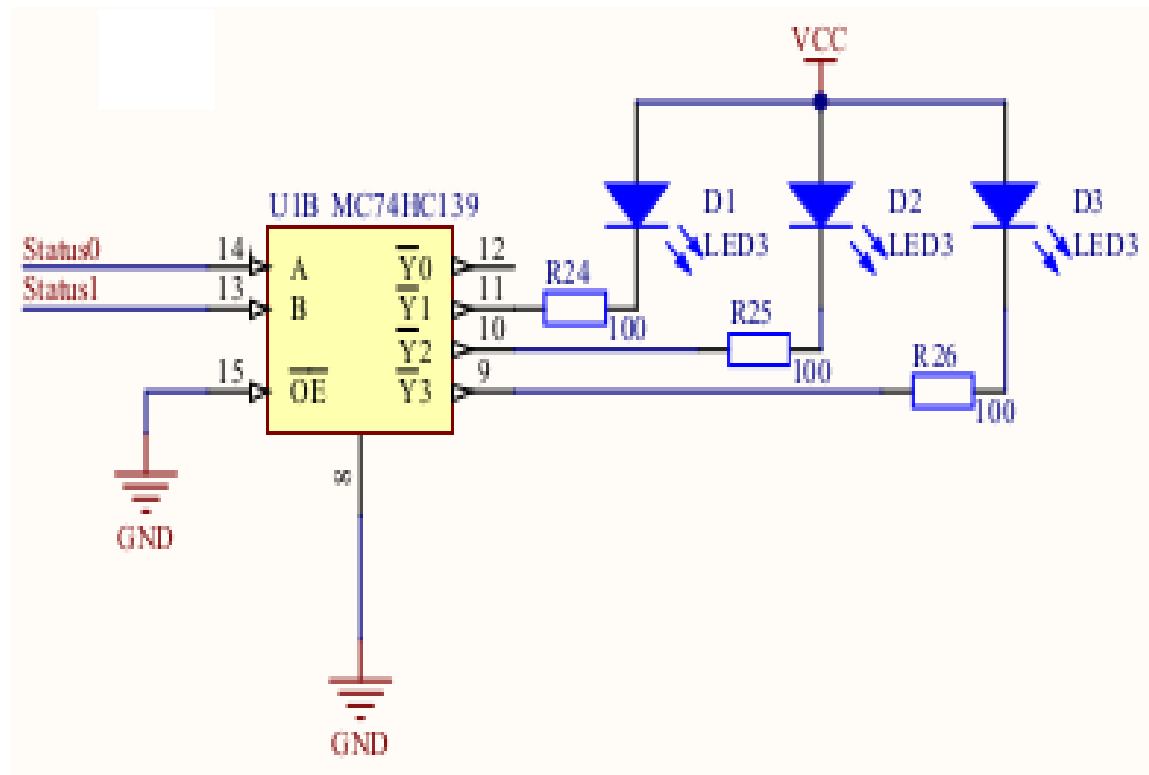 VCC
U1B MC74HC139
D1
D2
D3
LED3
LED3
LED3
Status0
14
A
Y0
12
Status1
13
B
Y1
11
R24
100
Y2
10
R25
100
15
OE
Y3
9
R26
100
8
GND
GND